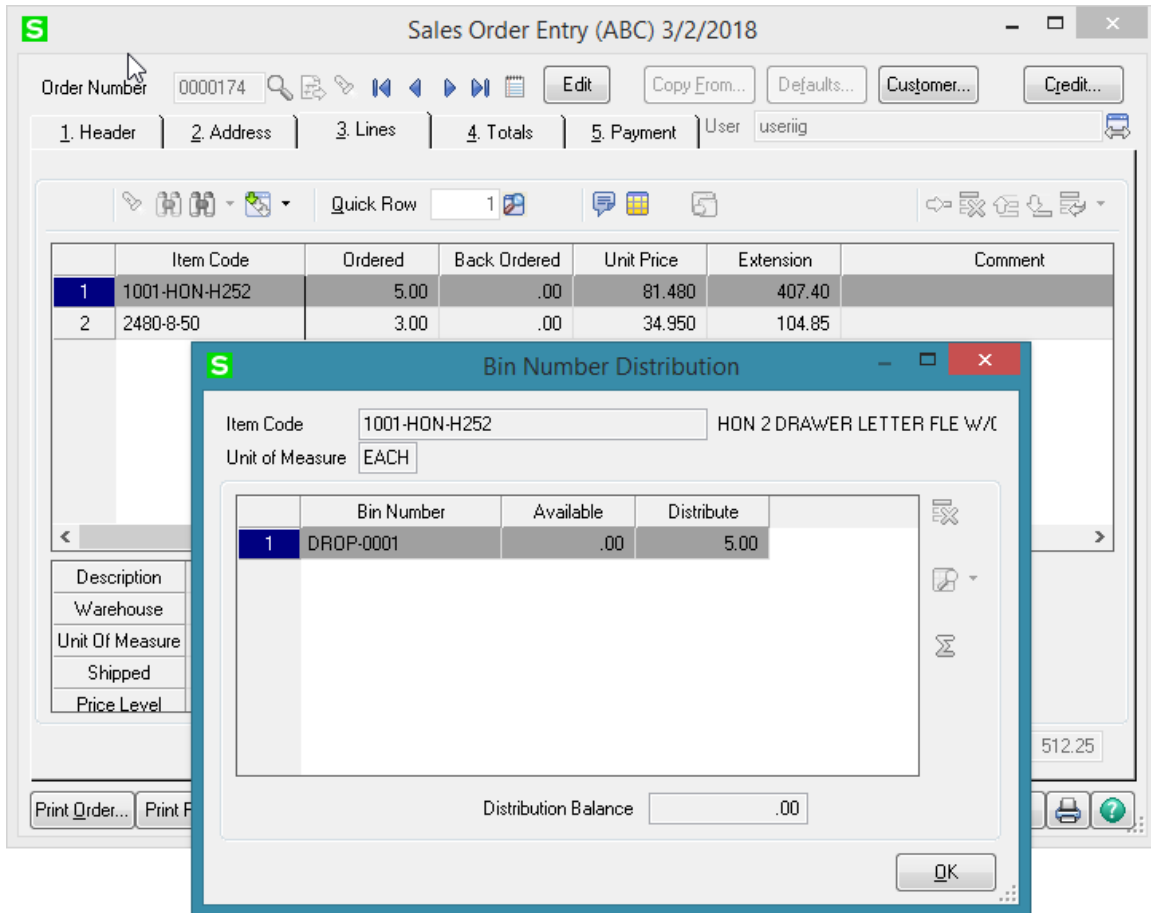 S Sales Order Entry (ABC) 3/2/2018
Order Number 0000174 Edit Copy From... Defaults... Customer... Credit...
1. Header 2. Address 3. Lines 4. Totals 5. Payment User useriig
Quick Row 1
Item Code Ordered Back Ordered Unit Price Extension Comment
1 1001-HON-H252 5.00 .00 81.480 407.40
2 2480-8-50 3.00 .00 34.950 104.85
S Bin Number Distribution
Item Code 1001-HON-H252 HON 2 DRAWER LETTER FLE W/
Unit of Measure EACH
Bin Number Available Distribute
1 DROP-0001 .00 5.00
Description
Warehouse
Unit Of Measure
Shipped
Price Level
512.25
Print Order... Print
Distribution Balance .00
OK